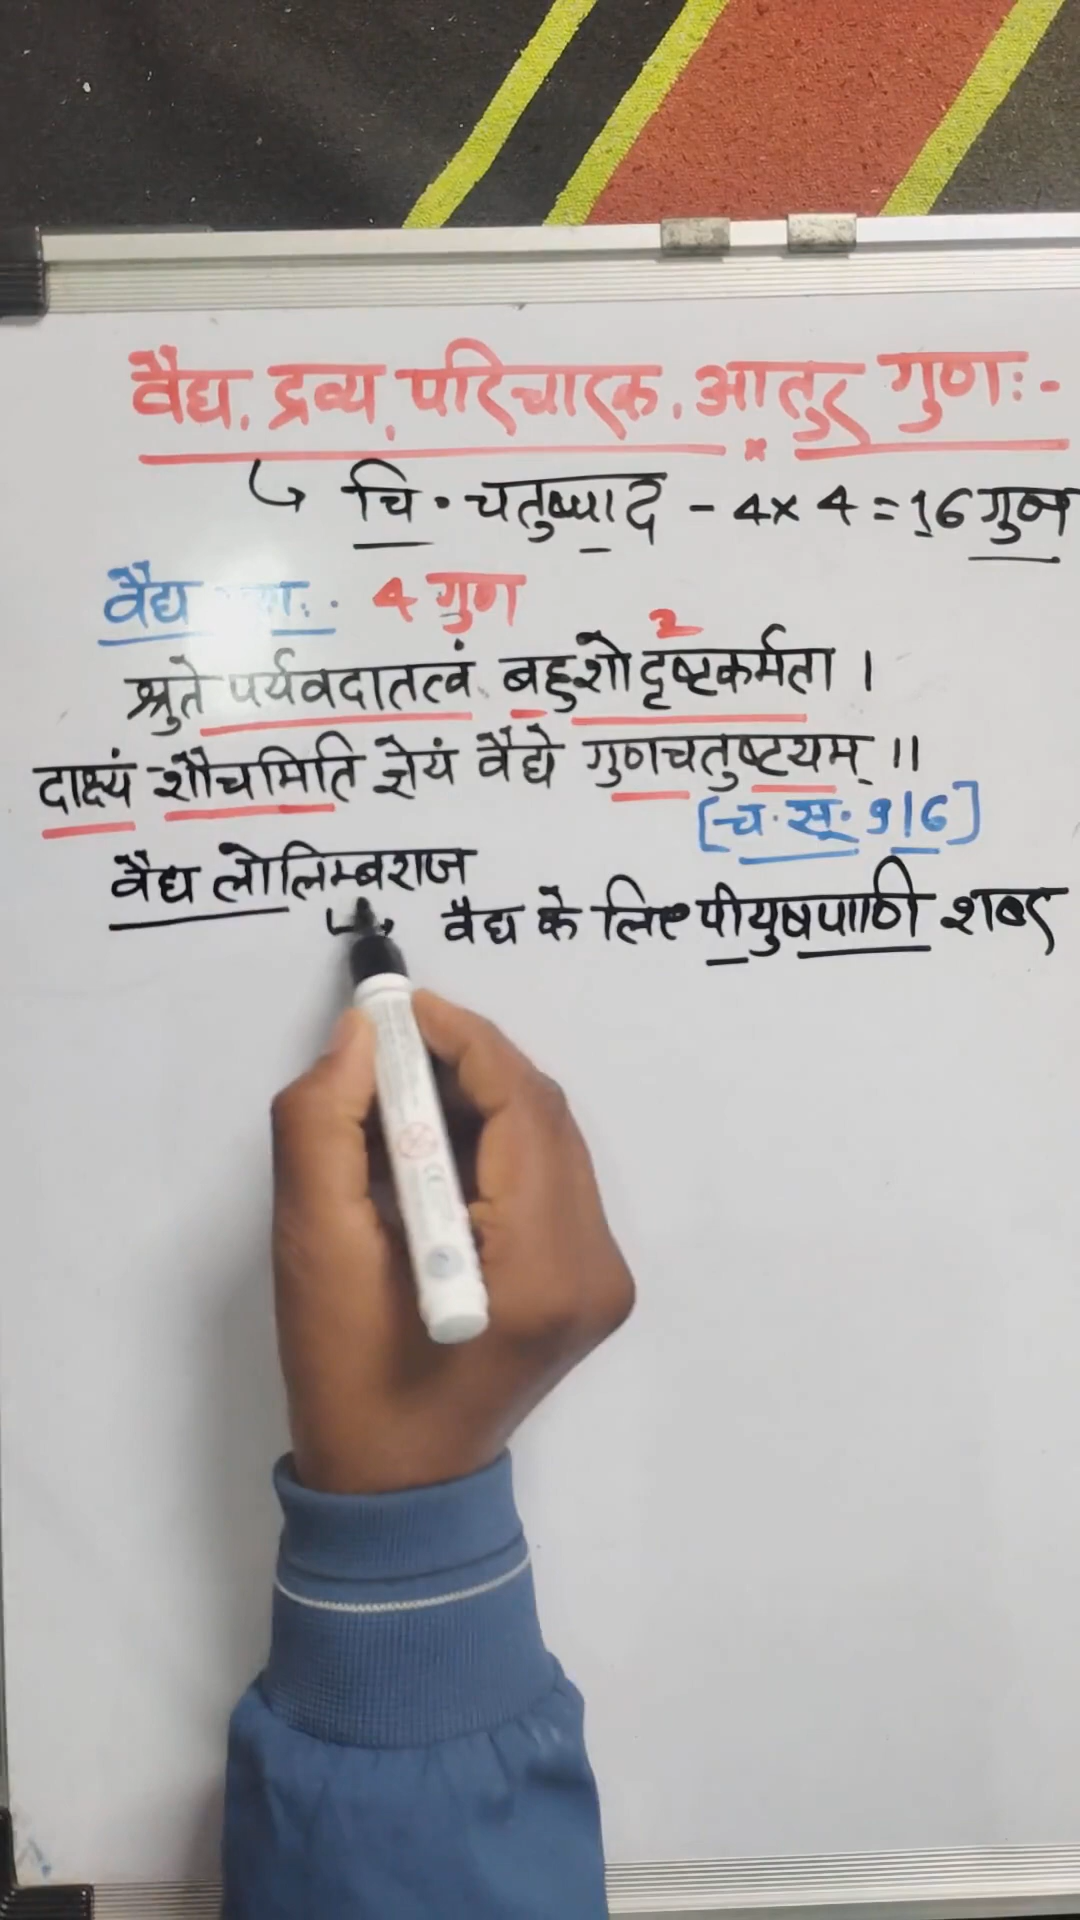 वैद्य, द्रव्य, परिचारक, आतुर गुणः-
↳ चि. चतुष्पाद - 4x4=16 गुण
वैद्य 4 गुण
2
श्रुते पर्यवदातत्वं बहुशो दृष्टकर्मता ।
दाक्ष्यं शौचमिति ज्ञेयं वैद्ये गुणचतुष्टयम् ॥
[च. सू. 9/6]
वैद्य लोलिम्बराज
वैद्य के लिए पीयुषपाणि शब्द